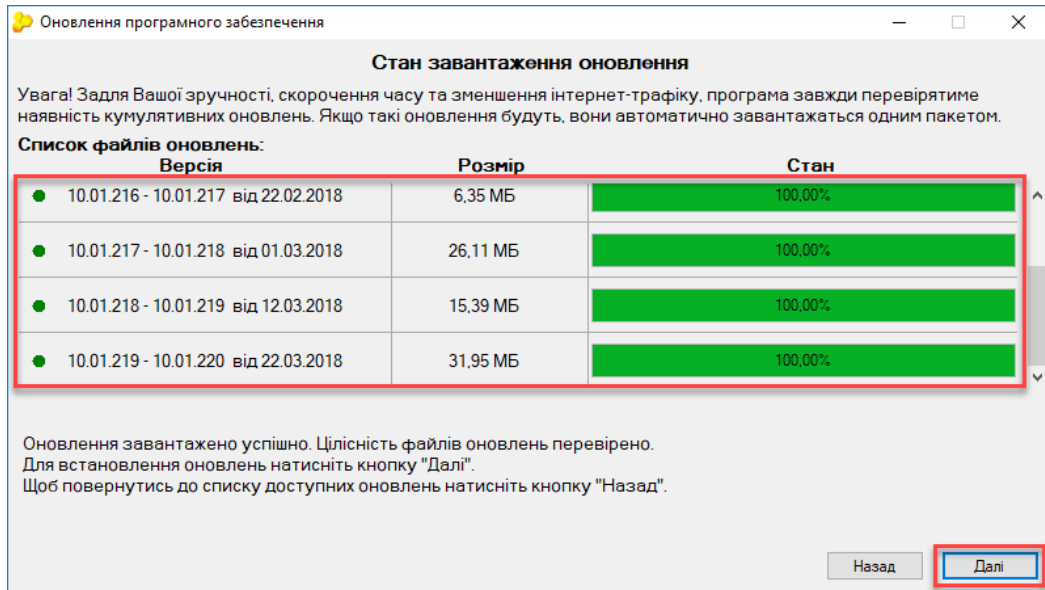 Оновлення програмного забезпечення
Стан завантаження оновлення
Увага! Задля Вашої зручності, скорочення часу та зменшення інтернет-трафіку, програма завжди перевірятиме
наявність кумулятивних оновлень. Якщо такі оновлення будуть, вони автоматично завантажаться одним пакетом.
Список файлів оновлень:
Версія Розмір Стан
10.01.216 - 10.01.217 від 22.02.2018 6,35 МБ 100,00%
10.01.217 - 10.01.218 від 01.03.2018 26,11 МБ 100,00%
10.01.218 - 10.01.219 від 12.03.2018 15,39 МБ 100,00%
10.01.219 - 10.01.220 від 22.03.2018 31,95 МБ 100,00%
Оновлення завантажено успішно. Цілісність файлів оновлень перевірено.
Для встановлення оновлень натисніть кнопку "Далі".
Щоб повернутись до списку доступних оновлень натисніть кнопку "Назад".
Назад Далі